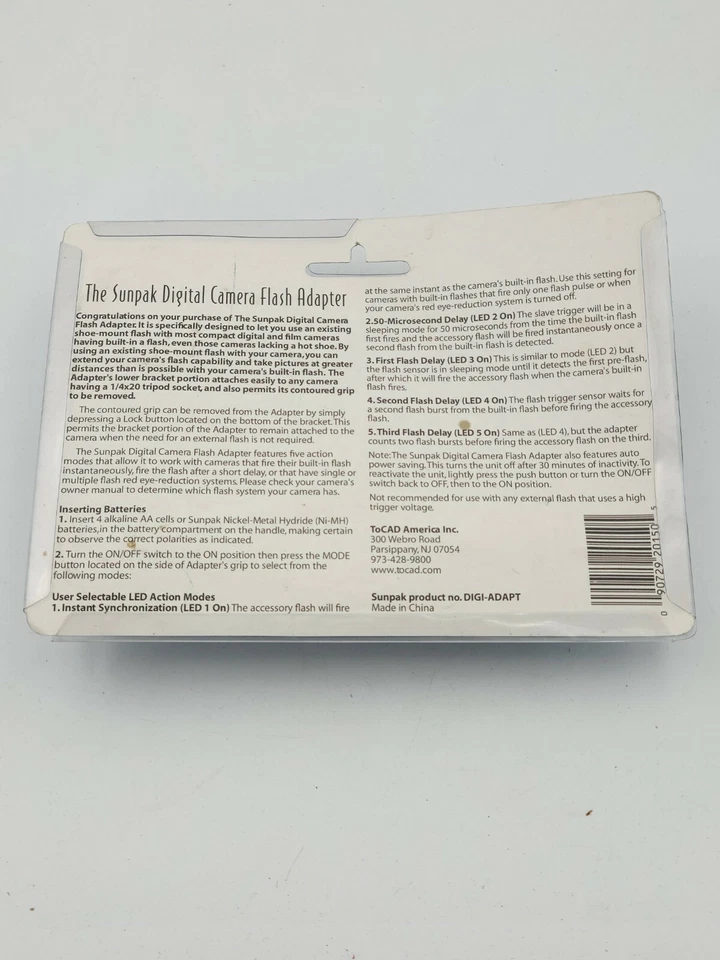 The Sunpak Digital Camera Flash Adapter
Congratulations on your purchase of The Sunpak Digital Camera
Flash Adapter. It is specifically designed to let you use an existing
shoe-mount flash with most compact digital and film cameras
having built-in a flash, even those cameras lacking a hot shoe. By
using an existing shoe-mount flash with your camera, you can
extend your camera's flash capability and take pictures at greater
distances than is possible with your camera's built-in flash. The
Adapter's lower bracket portion attaches easily to any camera
having a 1/4x20 tripod socket, and also permits its contoured grip
to be removed.
The contoured grip can be removed from the Adapter by simply
depressing a Lock button located on the bottom of the bracket. This
permits the bracket portion of the Adapter to remain attached to the
camera when the need for an external flash is not required.
The Sunpak Digital Camera Flash Adapter features five action
modes that allow it to work with cameras that fire their built-in flash
instantaneously, fire the flash after a short delay, or that have single or
multiple flash red eye-reduction systems. Please check your camera's
owner manual to determine which flash system your camera has.
Inserting Batteries
1. Insert 4 alkaline AA cells or Sunpak Nickel-Metal Hydride (Ni-MH)
batteries, in the battery compartment on the handle, making certain
to observe the correct polarities as indicated.
2. Turn the ON/OFF switch to the ON position then press the MODE
button located on the side of Adapter's grip to select from the
following modes:
User Selectable LED Action Modes
1. Instant Synchronization (LED 1 On) The accessory flash will fire
at the same instant as the camera's built-in flash. Use this setting for
cameras with built-in flashes that fire only one flash pulse or when
your camera's red eye-reduction system is turned off.
2. 50-Microsecond Delay (LED 2 On) The slave trigger will be in a
sleeping mode for 50 microseconds from the time the built-in flash
first fires and the accessory flash will be fired instantaneously once a
second flash from the built-in flash is detected.
3. First Flash Delay (LED 3 On) This is similar to mode (LED 2) but
the flash sensor is in sleeping mode until it detects the first pre-flash,
after which it will fire the accessory flash when the camera's built-in
flash fires.
4. Second Flash Delay (LED 4 On) The flash trigger sensor waits for
a second flash burst from the built-in flash before firing the accessory
flash.
5. Third Flash Delay (LED 5 On) Same as (LED 4), but the adapter
counts two flash bursts before firing the accessory flash on the third.
Note: The Sunpak Digital Camera Flash Adapter also features auto
power saving. This turns the unit off after 30 minutes of inactivity. To
reactivate the unit, lightly press the push button or turn the ON/OFF
switch back to OFF, then to the ON position.
Not recommended for use with any external flash that uses a high
trigger voltage.
ToCAD America Inc.
300 Webro Road
Parsippany, NJ 07054
973-428-9800
www.tocad.com
Sunpak product no. DIGI-ADAPT
Made in China
0 90729 20150 5